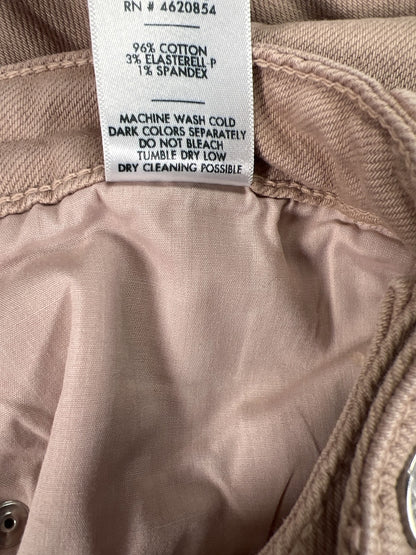 RN # 4620854
96% COTTON
3% ELASTERELL-P
1% SPANDEX
MACHINE WASH COLD
DARK COLORS SEPARATELY
DO NOT BLEACH
TUMBLE DRY LOW
DRY CLEANING POSSIBLE